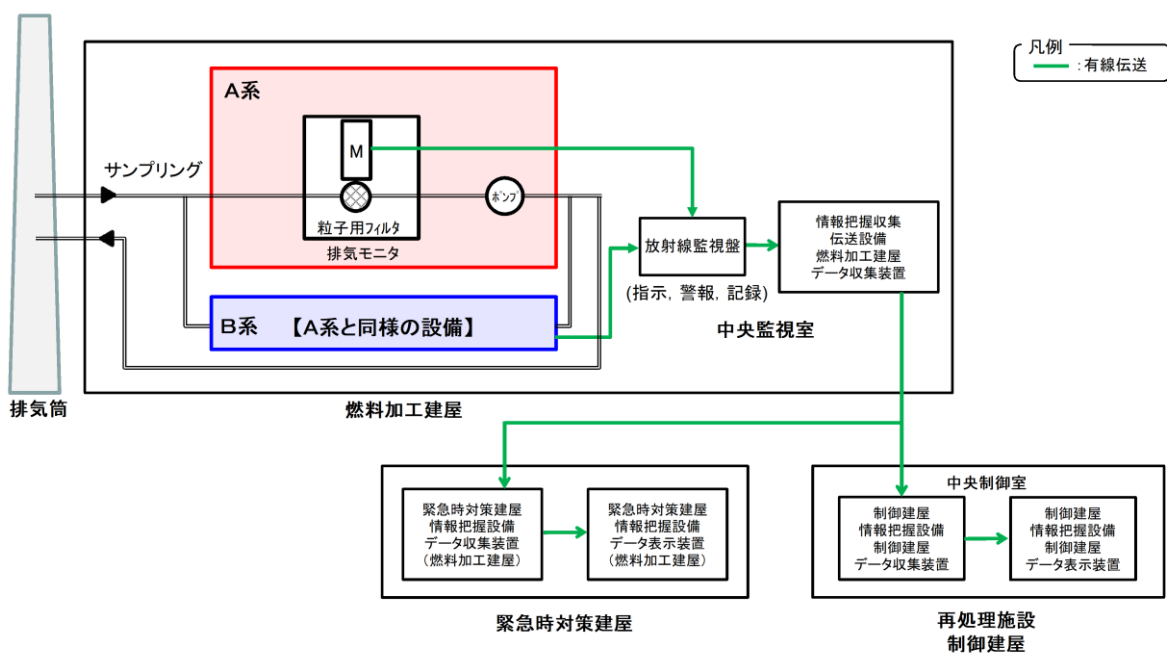 凡例
:有線伝送
A系
M
サンプリング
ポンプ
粒子用フィルタ
排気モニタ
B系 【A系と同様の設備】
放射線監視盤
(指示, 警報, 記録)
情報把握収集
伝送設備
燃料加工建屋
データ収集装置
中央監視室
排気筒
燃料加工建屋
緊急時対策建屋
情報把握設備
データ収集装置
(燃料加工建屋)
緊急時対策建屋
情報把握設備
データ表示装置
(燃料加工建屋)
緊急時対策建屋
中央制御室
制御建屋
情報把握設備
制御建屋
データ収集装置
制御建屋
情報把握設備
制御建屋
データ表示装置
再処理施設
制御建屋